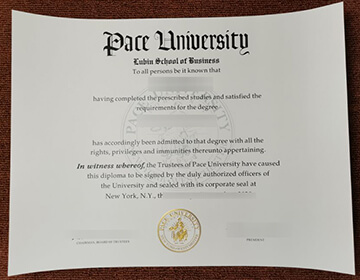 Pace University
Lubin School of Business
To all persons be it known that
having completed the prescribed studies and satisfied the
requirements for the degree
has accordingly been admitted to that degree with all the
rights, privileges and immunities thereunto appertaining.
In witness whereof, the Trustees of Pace University have caused
this diploma to be signed by the duly authorized officers of
the University and sealed with its corporate seal at
New York, N.Y.,
PACE UNIVERSITY
PRESIDENT